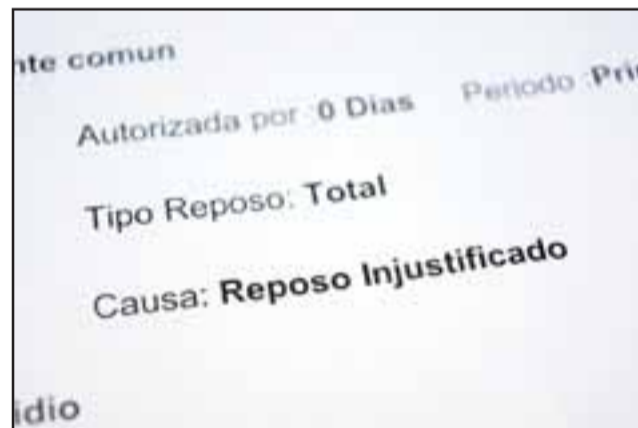 nte comun
Autorizada por :0 Dias Periodo :Pri
Tipo Reposo: Total
Causa: Reposo Injustificado
idio